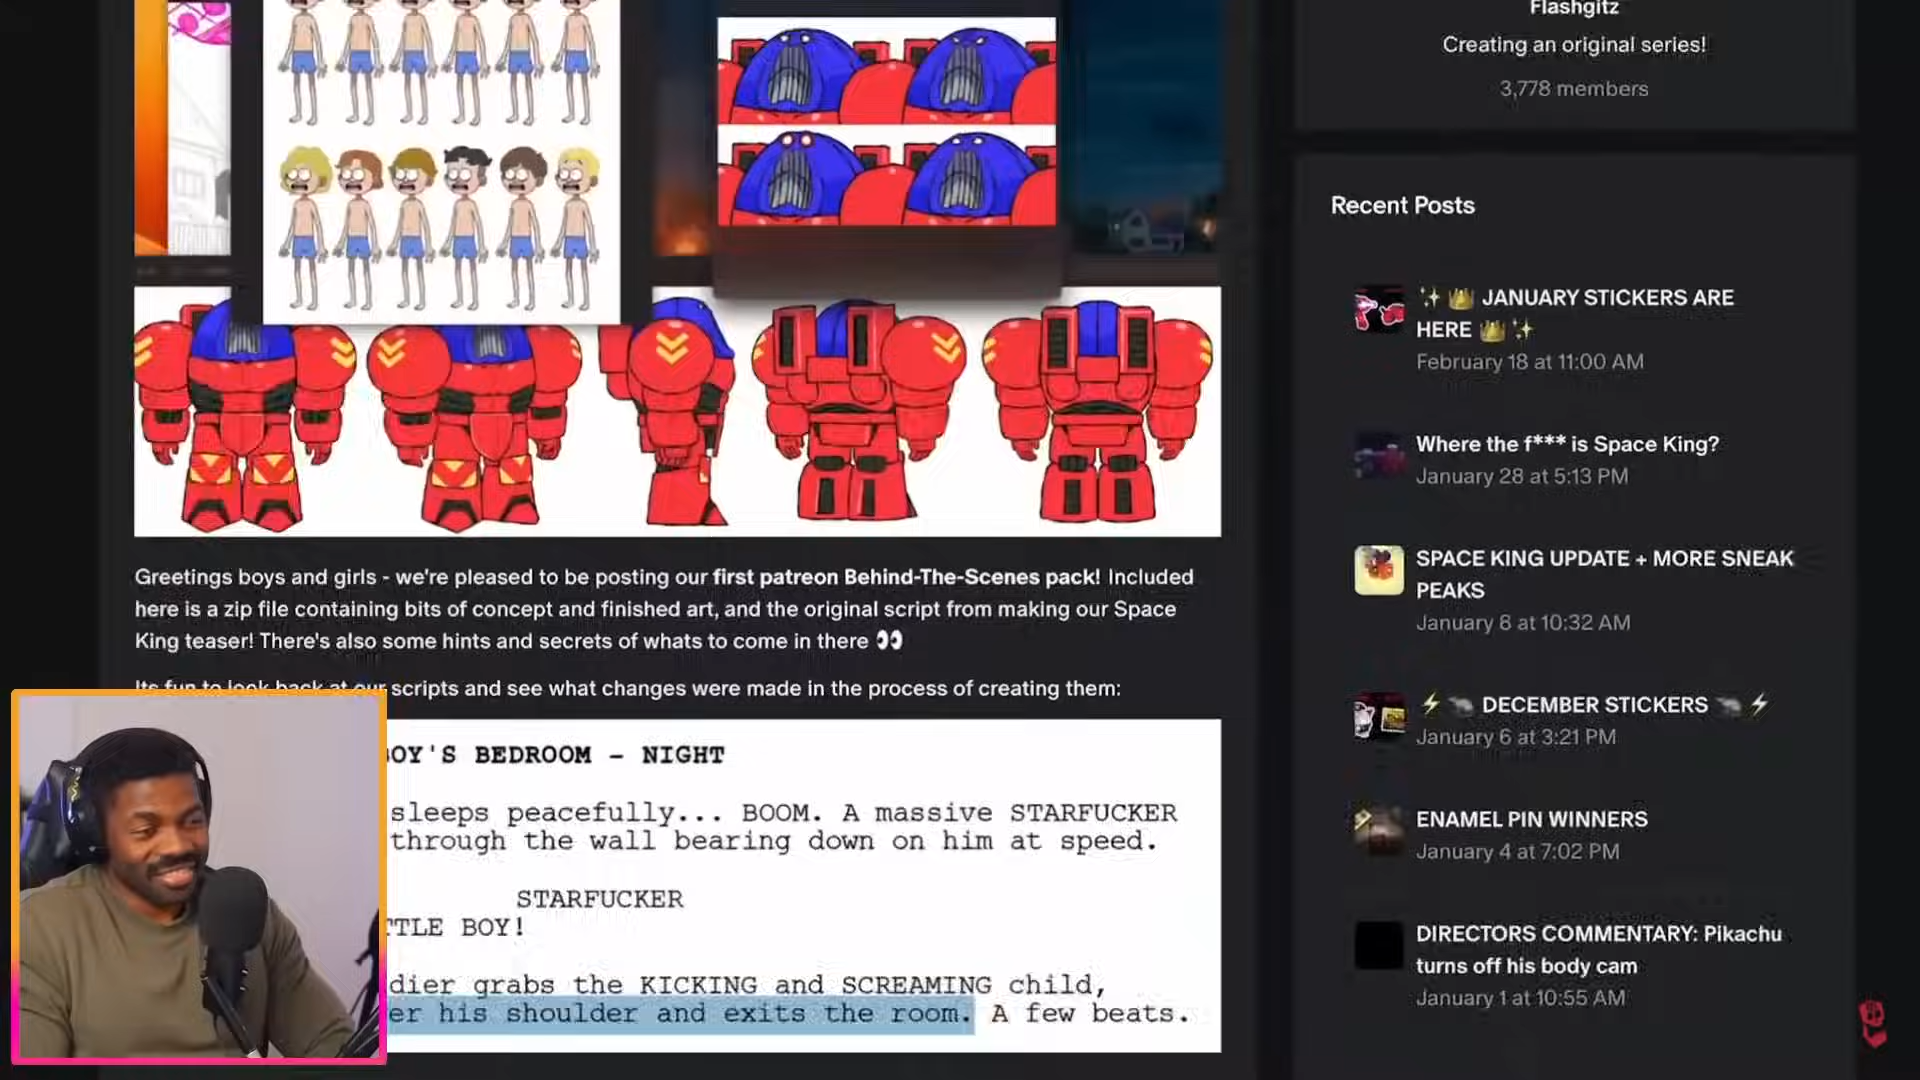 Flashgitz
Creating an original series!
3,778 members
Recent Posts
✨👑 JANUARY STICKERS ARE
HERE 👑✨
February 18 at 11:00 AM
Where the f*** is Space King?
January 28 at 5:13 PM
SPACE KING UPDATE + MORE SNEAK
PEAKS
January 8 at 10:32 AM
⚡🐀 DECEMBER STICKERS 🐀⚡
January 6 at 3:21 PM
ENAMEL PIN WINNERS
January 4 at 7:02 PM
DIRECTORS COMMENTARY: Pikachu
turns off his body cam
January 1 at 10:55 AM
Greetings boys and girls - we're pleased to be posting our first patreon Behind-The-Scenes pack! Included
here is a zip file containing bits of concept and finished art, and the original script from making our Space
King teaser! There's also some hints and secrets of whats to come in there 👀
Its fun to look back at our scripts and see what changes were made in the process of creating them:
BOY'S BEDROOM - NIGHT
sleeps peacefully... BOOM. A massive STARFUCKER
through the wall bearing down on him at speed.
STARFUCKER
TTLE BOY!
dier grabs the KICKING and SCREAMING child,
er his shoulder and exits the room. A few beats.